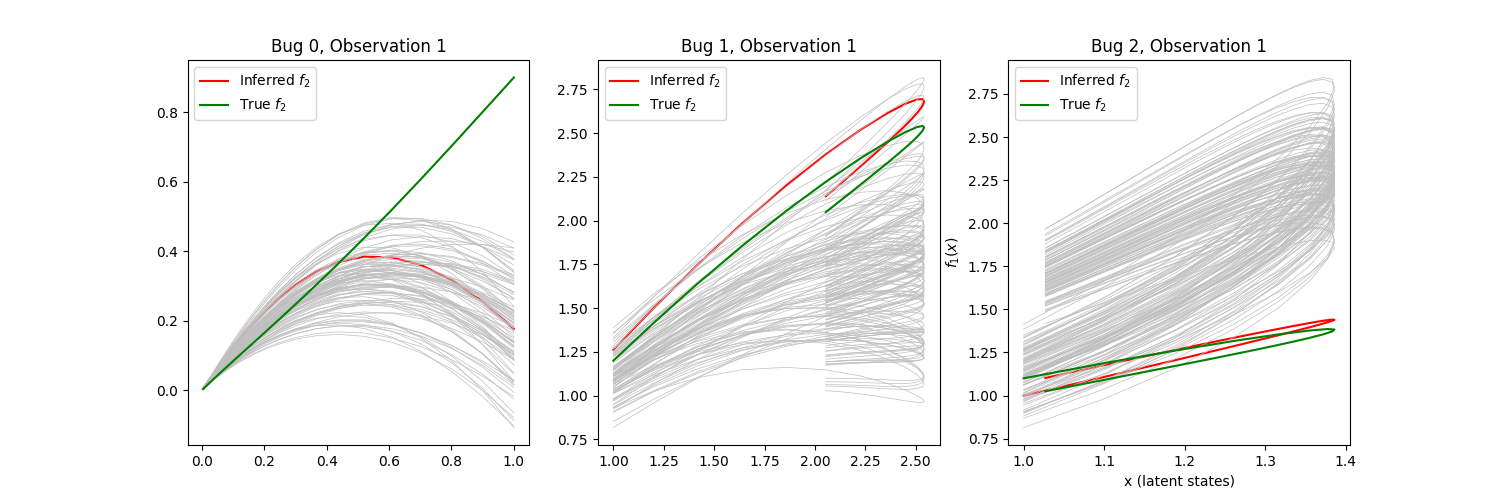 Bug 0, Observation 1
Inferred f₂
True f₂
0.8
0.6
0.4
0.2
0.0
0.0 0.2 0.4 0.6 0.8 1.0
Bug 1, Observation 1
Inferred f₂
True f₂
2.75
2.50
2.25
2.00
1.75
1.50
1.25
1.00
0.75
1.00 1.25 1.50 1.75 2.00 2.25 2.50
Bug 2, Observation 1
Inferred f₂
True f₂
f₁(x)
2.75
2.50
2.25
2.00
1.75
1.50
1.25
1.00
0.75
1.0 1.1 1.2 1.3 1.4
x (latent states)